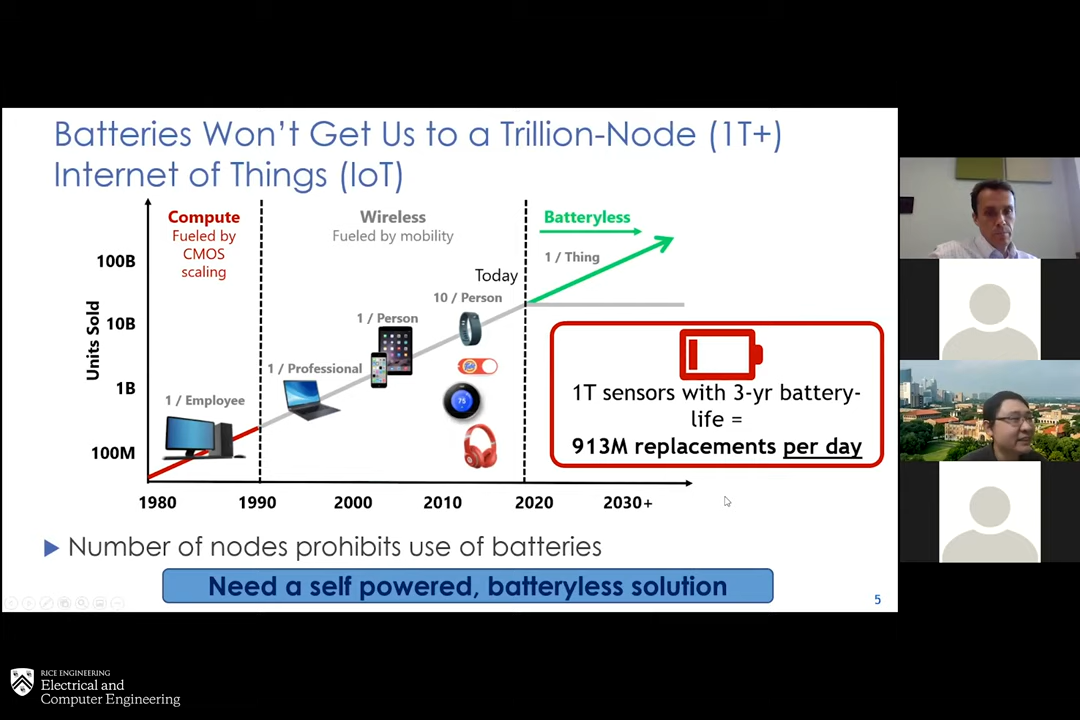 Batteries Won't Get Us to a Trillion-Node (1T+)
Internet of Things (IoT)
Compute
Fueled by
CMOS
scaling
Wireless
Fueled by mobility
Batteryless
1 / Thing
Today
10 / Person
1 / Person
1 / Professional
1 / Employee
Units Sold
100B
10B
1B
100M
75
1T sensors with 3-yr battery-
life =
913M replacements per day
1980
1990
2000
2010
2020
2030+
Number of nodes prohibits use of batteries
Need a self powered, batteryless solution
5
RICE ENGINEERING
Electrical and
Computer Engineering